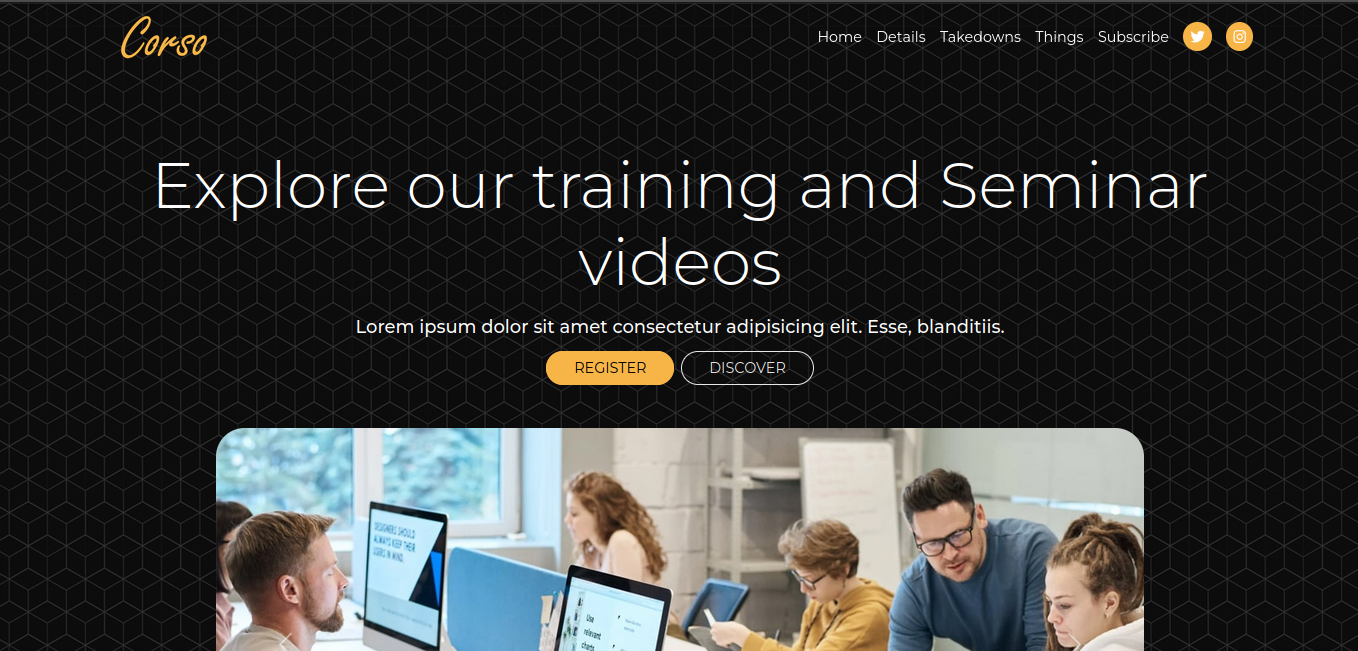 Corso
Home Details Takedowns Things Subscribe
Explore our training and Seminar
videos
Lorem ipsum dolor sit amet consectetur adipisicing elit. Esse, blanditiis.
REGISTER DISCOVER
DESIGNERS SHOULD
ALWAYS KEEP THEIR
USERS IN MIND.
Use
relevant
charts